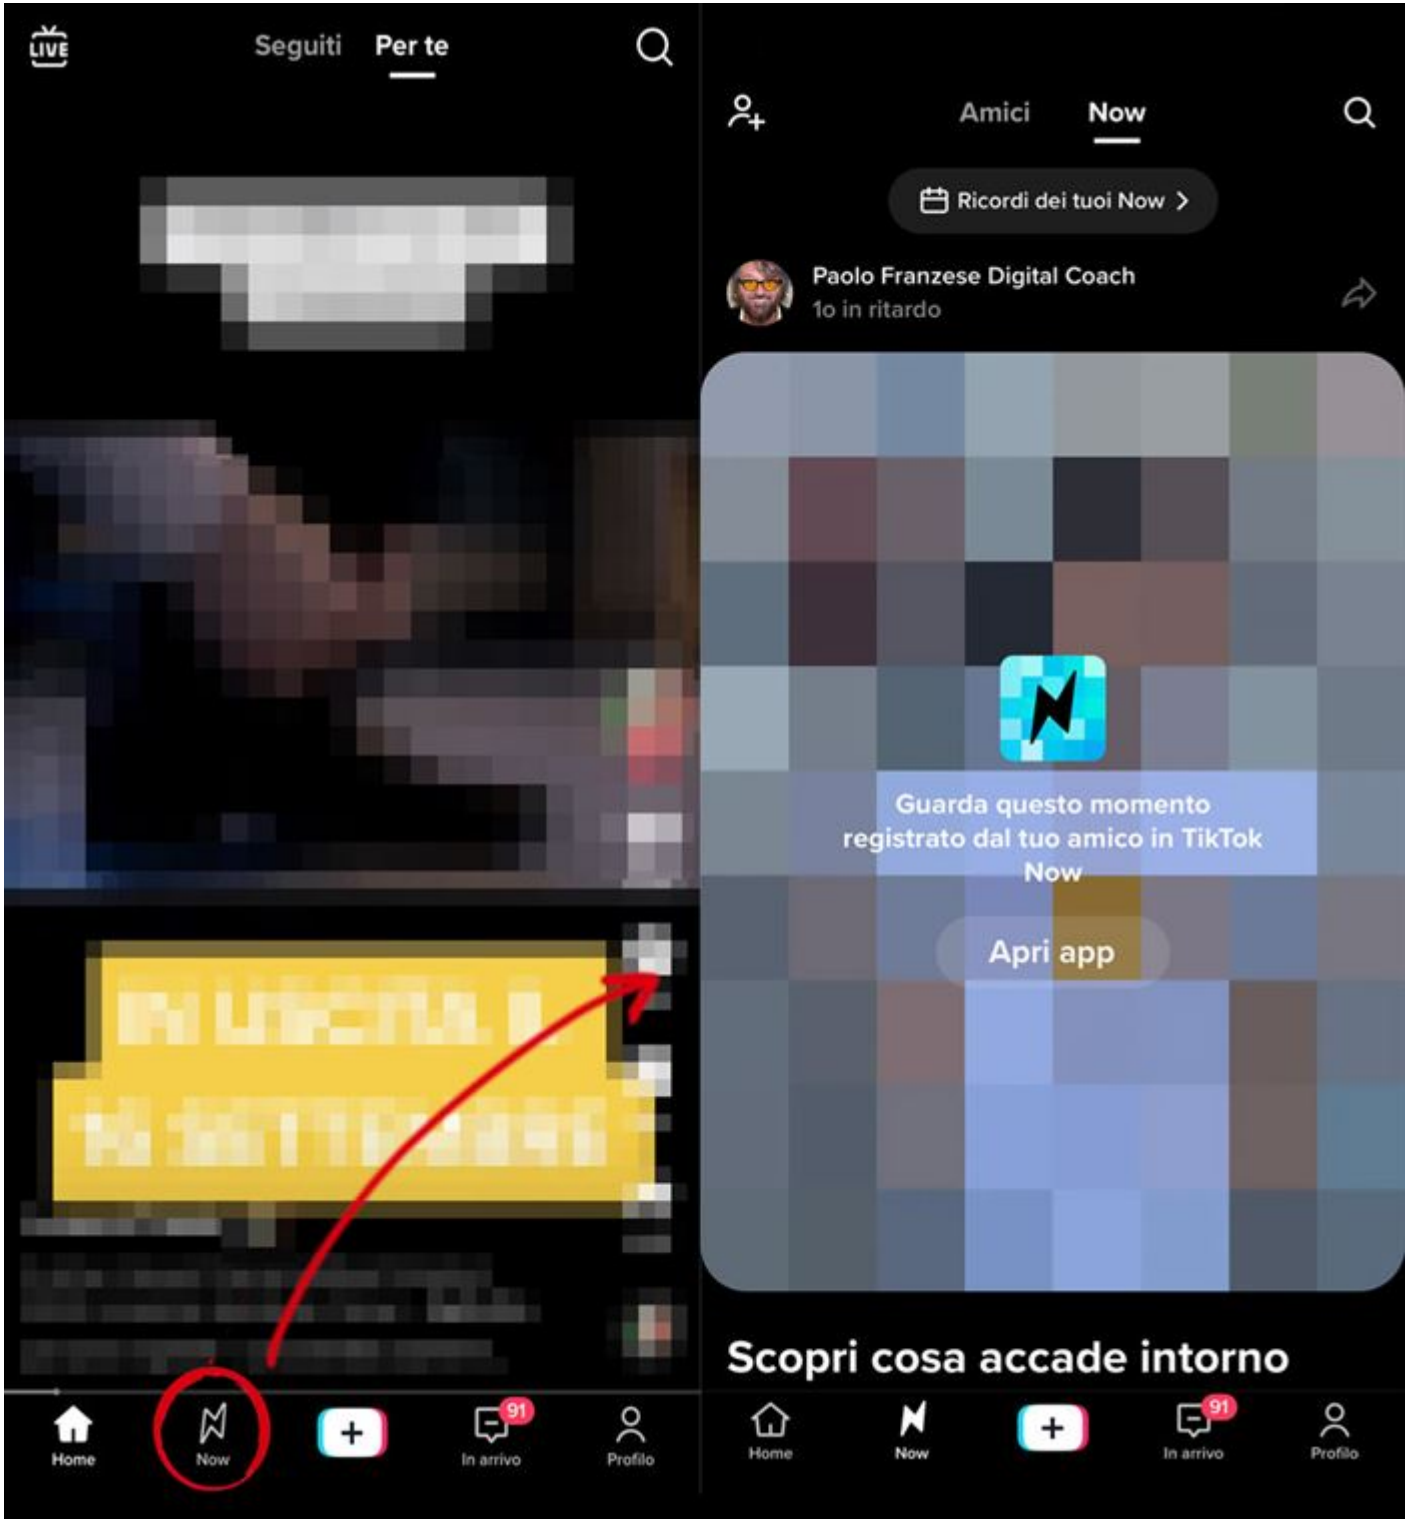 LIVE
Seguiti Per te
Home
Now
91
In arrivo
Profilo
Amici Now
Ricordi dei tuoi Now
Paolo Franzese Digital Coach
1o in ritardo
Guarda questo momento
registrato dal tuo amico in TikTok
Now
Apri app
Scopri cosa accade intorno
Home
Now
91
In arrivo
Profilo